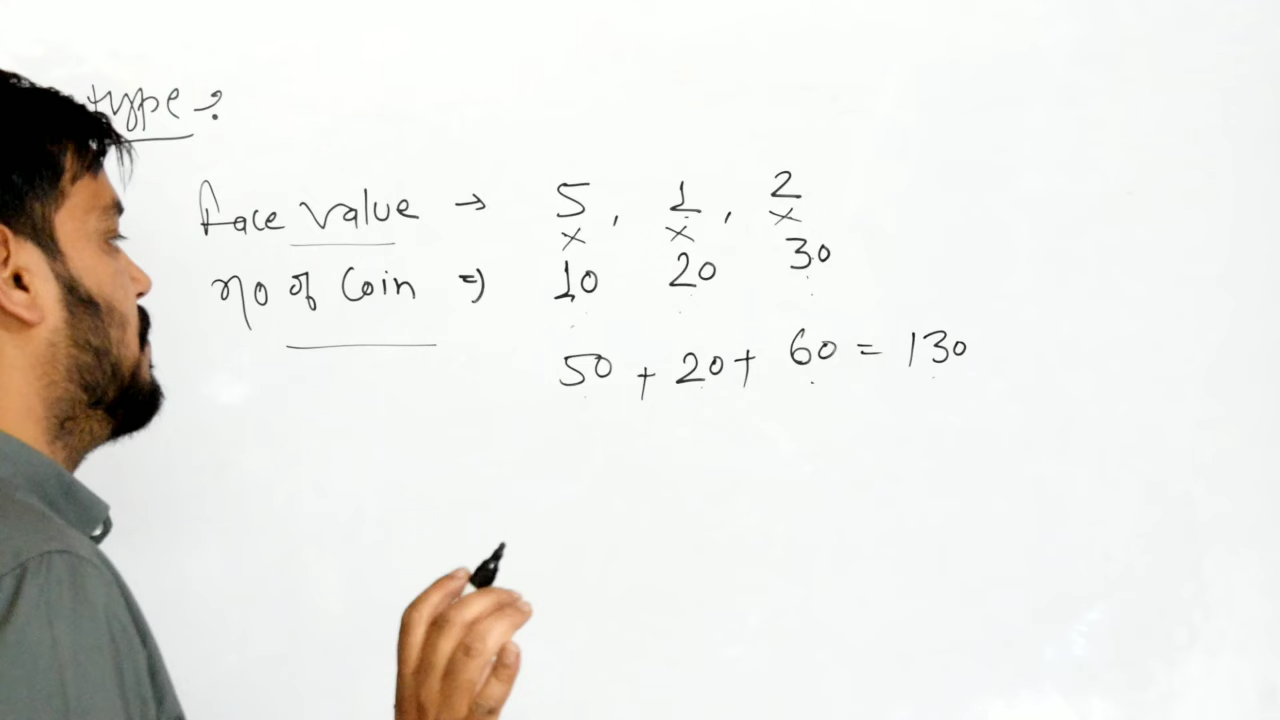 type →:
Face value → 5, 1, 2
× × ×
no of Coin ⇒ 10 20 30
50 + 20 + 60 = 130